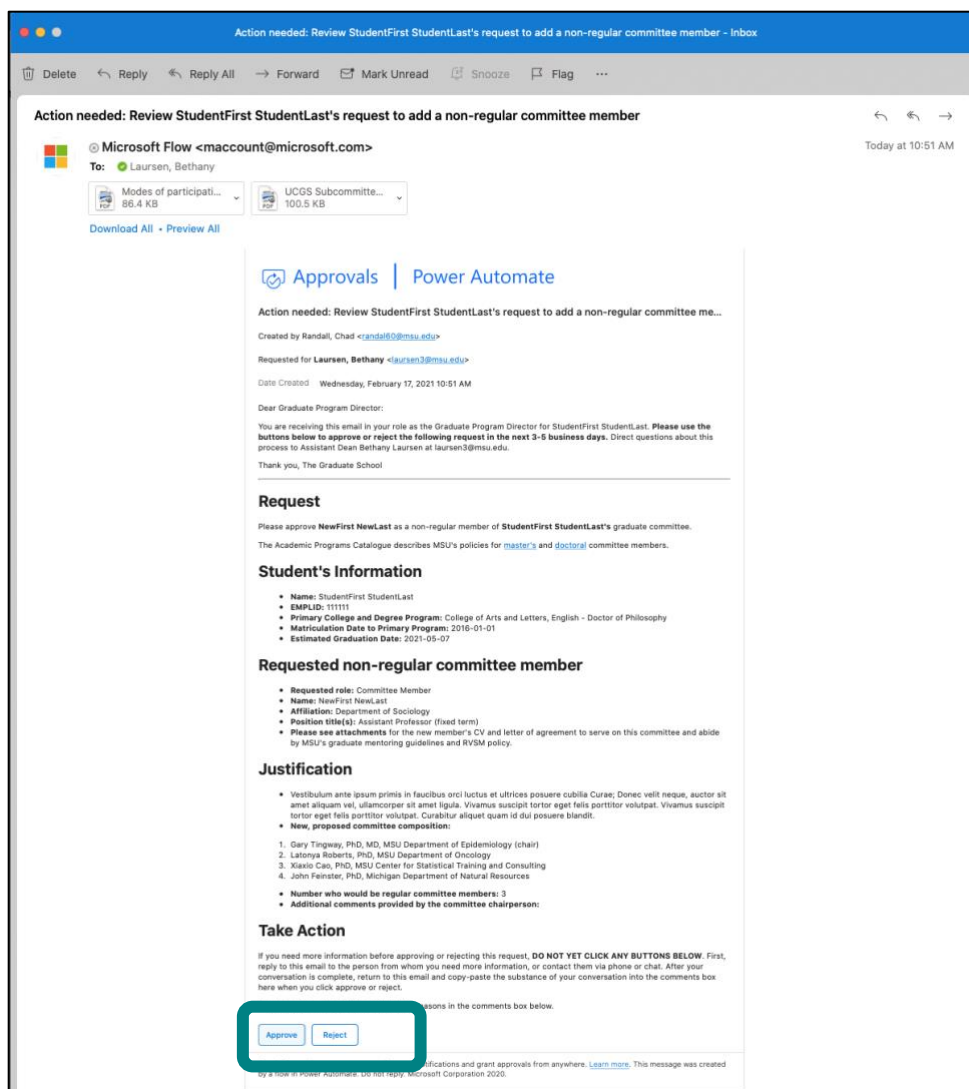 Action needed: Review StudentFirst StudentLast's request to add a non-regular committee member - Inbox
Delete Reply Reply All Forward Mark Unread Snooze Flag ...
Action needed: Review StudentFirst StudentLast's request to add a non-regular committee member
Microsoft Flow <maccount@microsoft.com>
Today at 10:51 AM
To: Laursen, Bethany
Modes of participati...
86.4 KB
UCGS Subcommitte...
100.5 KB
Download All • Preview All
Approvals | Power Automate
Action needed: Review StudentFirst StudentLast's request to add a non-regular committee me...
Created by Randall, Chad <randal60@msu.edu>
Requested for Laursen, Bethany <laursen3@msu.edu>
Date Created Wednesday, February 17, 2021 10:51 AM
Dear Graduate Program Director:
You are receiving this email in your role as the Graduate Program Director for StudentFirst StudentLast. Please use the
buttons below to approve or reject the following request in the next 3-5 business days. Direct questions about this
process to Assistant Dean Bethany Laursen at laursen3@msu.edu.
Thank you, The Graduate School
Request
Please approve NewFirst NewLast as a non-regular member of StudentFirst StudentLast's graduate committee.
The Academic Programs Catalogue describes MSU's policies for master's and doctoral committee members.
Student's Information
• Name: StudentFirst StudentLast
• EMPLID: 111111
• Primary College and Degree Program: College of Arts and Letters, English - Doctor of Philosophy
• Matriculation Date to Primary Program: 2016-01-01
• Estimated Graduation Date: 2021-05-07
Requested non-regular committee member
• Requested role: Committee Member
• Name: NewFirst NewLast
• Affiliation: Department of Sociology
• Position title(s): Assistant Professor (fixed term)
• Please see attachments for the new member's CV and letter of agreement to serve on this committee and abide
by MSU's graduate mentoring guidelines and RVSM policy.
Justification
• Vestibulum ante ipsum primis in faucibus orci luctus et ultrices posuere cubilia Curae; Donec velit neque, auctor sit
amet aliquam vel, ullamcorper sit amet ligula. Vivamus suscipit tortor eget felis porttitor volutpat. Vivamus suscipit
tortor eget felis porttitor volutpat. Curabitur aliquet quam id dui posuere blandit.
• New, proposed committee composition:
1. Gary Tingway, PhD, MD, MSU Department of Epidemiology (chair)
2. Latonya Roberts, PhD, MSU Department of Oncology
3. Xiaxio Cao, PhD, MSU Center for Statistical Training and Consulting
4. John Feinster, PhD, Michigan Department of Natural Resources
• Number who would be regular committee members: 3
• Additional comments provided by the committee chairperson:
Take Action
If you need more information before approving or rejecting this request, DO NOT YET CLICK ANY BUTTONS BELOW. First,
reply to this email to the person from whom you need more information, or contact them via phone or chat. After your
conversation is complete, return to this email and copy-paste the substance of your conversation into the comments box
here when you click approve or reject.
in the comments box below.
Approve Reject
and grant approvals from anywhere. Learn more. This message was created
by a flow in Power Automate. Do not reply. Microsoft Corporation 2020.